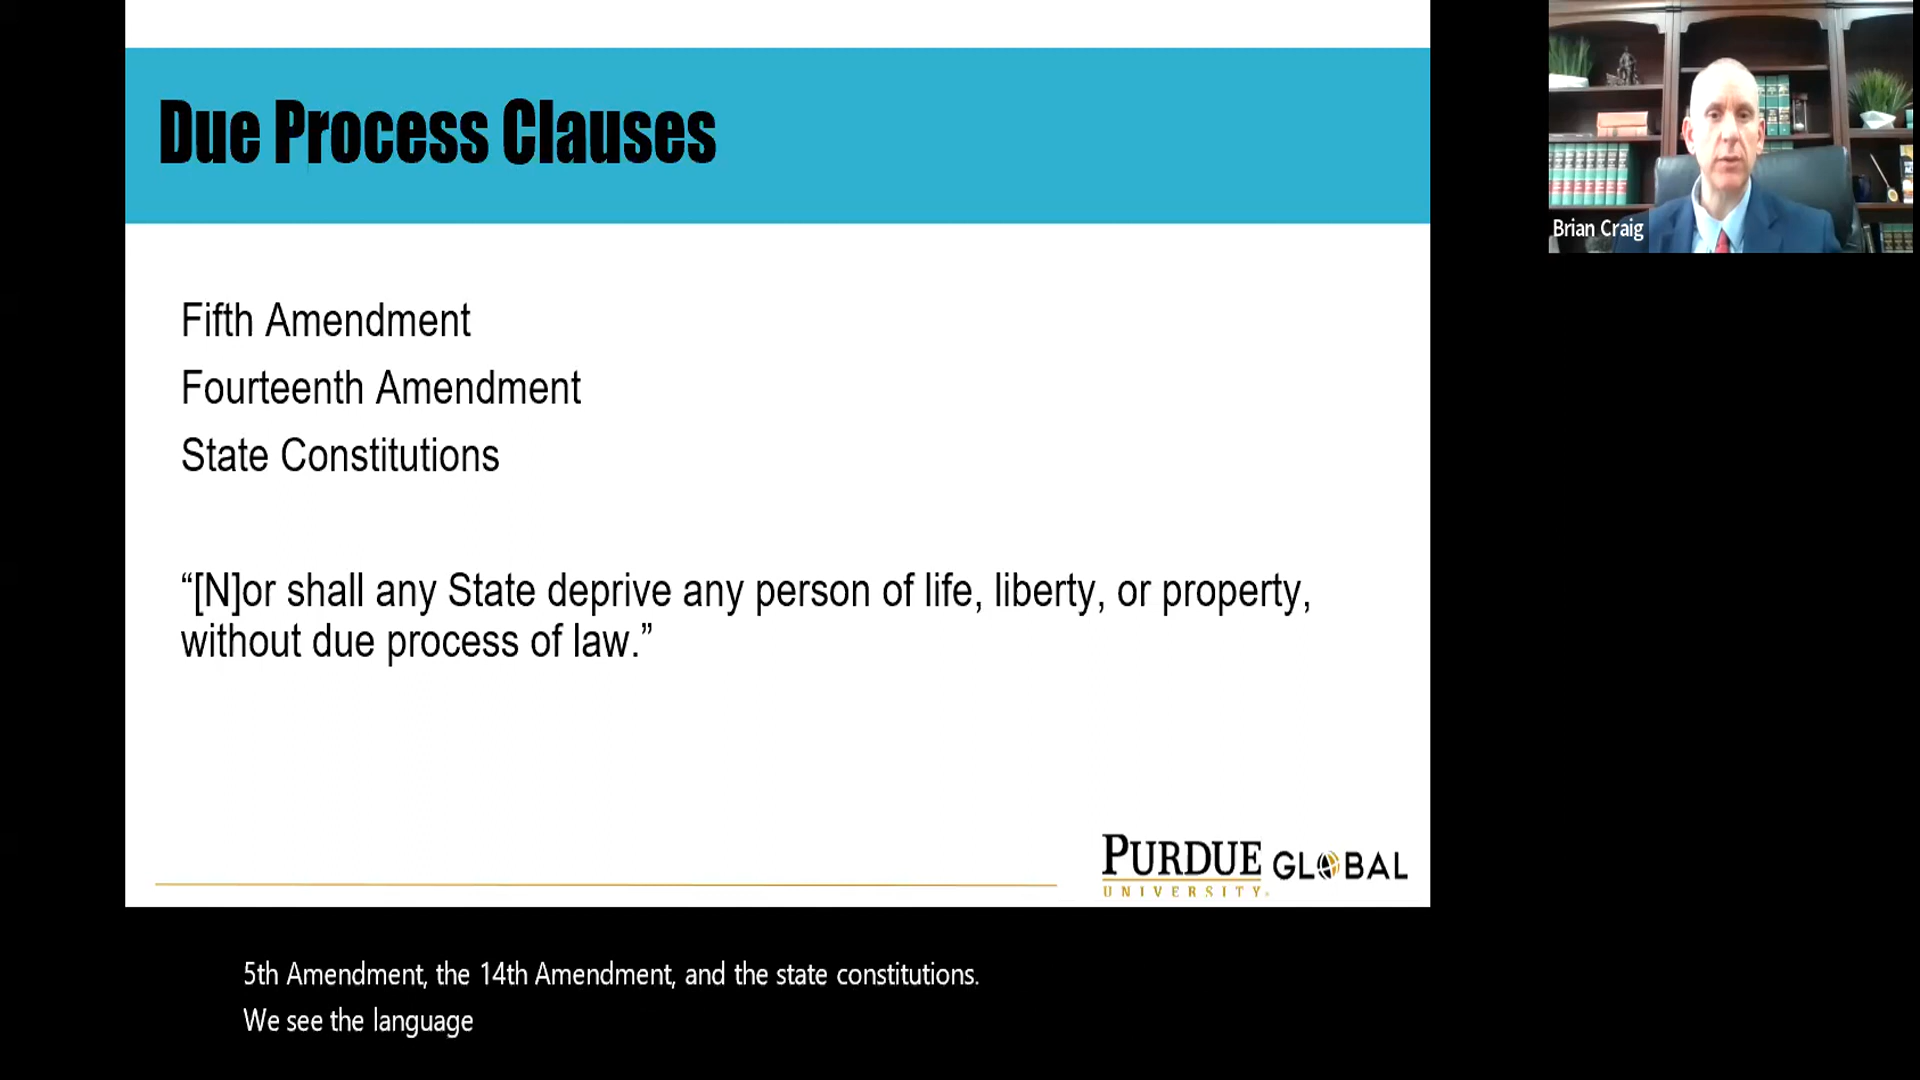 Due Process Clauses
Brian Craig
Fifth Amendment
Fourteenth Amendment
State Constitutions
“[N]or shall any State deprive any person of life, liberty, or property,
without due process of law.”
PURDUE GLOBAL
UNIVERSITY
5th Amendment, the 14th Amendment, and the state constitutions.
We see the language